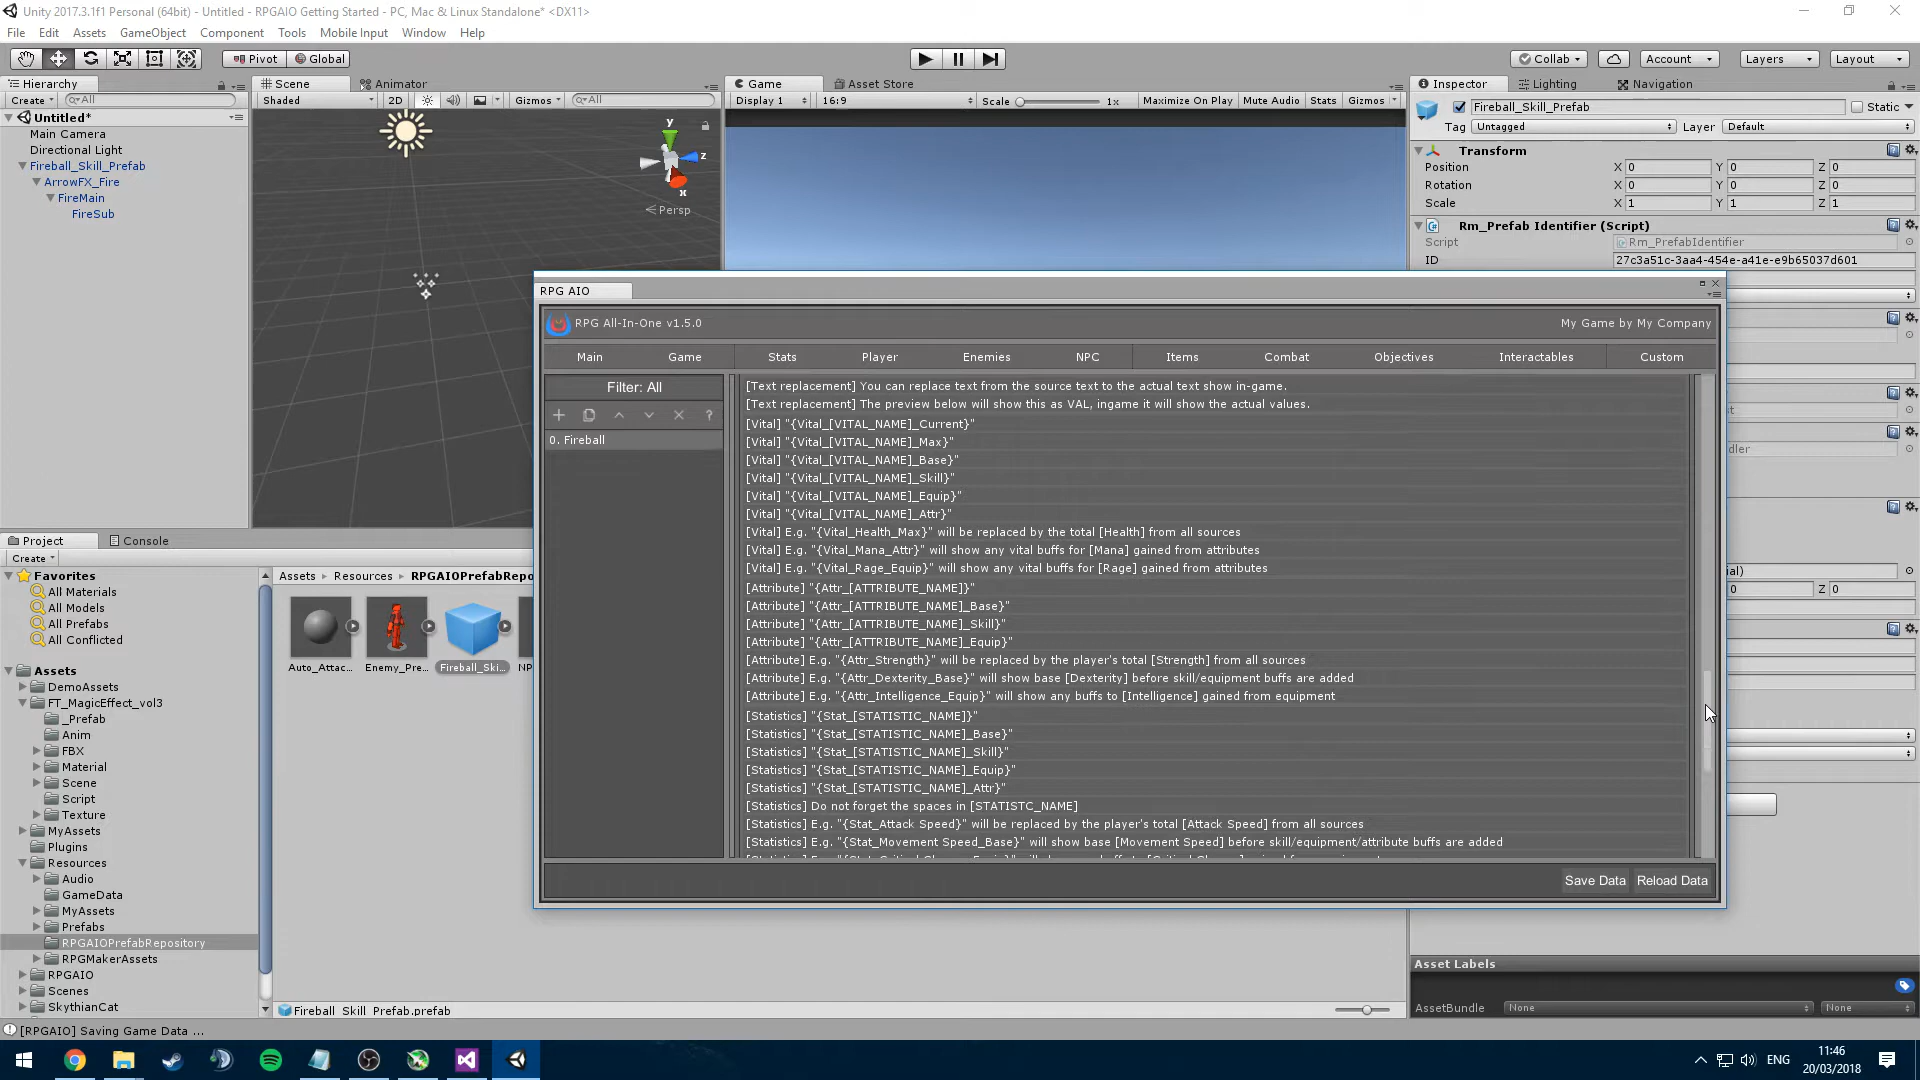 Unity 2017.3.1f1 Personal (64bit) - Untitled - RPGAIO Getting Started - PC, Mac & Linux Standalone* <DX11>
File Edit Assets GameObject Component Tools Mobile Input Window Help
Pivot Global Collab Account Layers Layout
Hierarchy
Create All
Untitled*
Main Camera
Directional Light
Fireball_Skill_Prefab
ArrowFX_Fire
FireMain
FireSub
Scene Animator
Shaded 2D Gizmos All
y
z
x
Persp
Game Asset Store
Display 1 16:9 Scale 1x Maximize On Play Mute Audio Stats Gizmos
Inspector Lighting Navigation
Fireball_Skill_Prefab Static
Tag Untagged Layer Default
Transform
Position X 0 Y 0 Z 0
Rotation X 0 Y 0 Z 0
Scale X 1 Y 1 Z 1
Rm_Prefab Identifier (Script)
Script Rm_PrefabIdentifier
ID 27c3a51c-3aa4-454e-a41e-e9b65037d601
0 Z 0
RPG AIO
RPG All-In-One v1.5.0 My Game by My Company
Main Game Stats Player Enemies NPC Items Combat Objectives Interactables Custom
Filter: All
?
0. Fireball
[Text replacement] You can replace text from the source text to the actual text show in-game.
[Text replacement] The preview below will show this as VAL, ingame it will show the actual values.
[Vital] "{Vital_[VITAL_NAME]_Current}"
[Vital] "{Vital_[VITAL_NAME]_Max}"
[Vital] "{Vital_[VITAL_NAME]_Base}"
[Vital] "{Vital_[VITAL_NAME]_Skill}"
[Vital] "{Vital_[VITAL_NAME]_Equip}"
[Vital] "{Vital_[VITAL_NAME]_Attr}"
[Vital] E.g. "{Vital_Health_Max}" will be replaced by the total [Health] from all sources
[Vital] E.g. "{Vital_Mana_Attr}" will show any vital buffs for [Mana] gained from attributes
[Vital] E.g. "{Vital_Rage_Equip}" will show any vital buffs for [Rage] gained from attributes
[Attribute] "{Attr_[ATTRIBUTE_NAME]}"
[Attribute] "{Attr_[ATTRIBUTE_NAME]_Base}"
[Attribute] "{Attr_[ATTRIBUTE_NAME]_Skill}"
[Attribute] "{Attr_[ATTRIBUTE_NAME]_Equip}"
[Attribute] E.g. "{Attr_Strength}" will be replaced by the player's total [Strength] from all sources
[Attribute] E.g. "{Attr_Dexterity_Base}" will show base [Dexterity] before skill/equipment buffs are added
[Attribute] E.g. "{Attr_Intelligence_Equip}" will show any buffs to [Intelligence] gained from equipment
[Statistics] "{Stat_[STATISTIC_NAME]}"
[Statistics] "{Stat_[STATISTIC_NAME]_Base}"
[Statistics] "{Stat_[STATISTIC_NAME]_Skill}"
[Statistics] "{Stat_[STATISTIC_NAME]_Equip}"
[Statistics] "{Stat_[STATISTIC_NAME]_Attr}"
[Statistics] Do not forget the spaces in [STATISTC_NAME]
[Statistics] E.g. "{Stat_Attack Speed}" will be replaced by the player's total [Attack Speed] from all sources
[Statistics] E.g. "{Stat_Movement Speed_Base}" will show base [Movement Speed] before skill/equipment/attribute buffs are added
Save Data Reload Data
Project Console
Create
Favorites
All Materials
All Models
All Prefabs
All Conflicted
Assets
DemoAssets
FT_MagicEffect_vol3
_Prefab
Anim
FBX
Material
Scene
Script
Texture
MyAssets
Plugins
Resources
Audio
GameData
MyAssets
Prefabs
RPGAIOPrefabRepository
RPGMakerAssets
RPGAIO
Scenes
SkythianCat
Assets Resources RPGAIOPrefabRepo
Auto_Attac... Enemy_Pre... Fireball_Ski... NP
Fireball_Skill_Prefab.prefab
Asset Labels
AssetBundle None None
[RPGAIO] Saving Game Data ...
ENG
11:46
20/03/2018